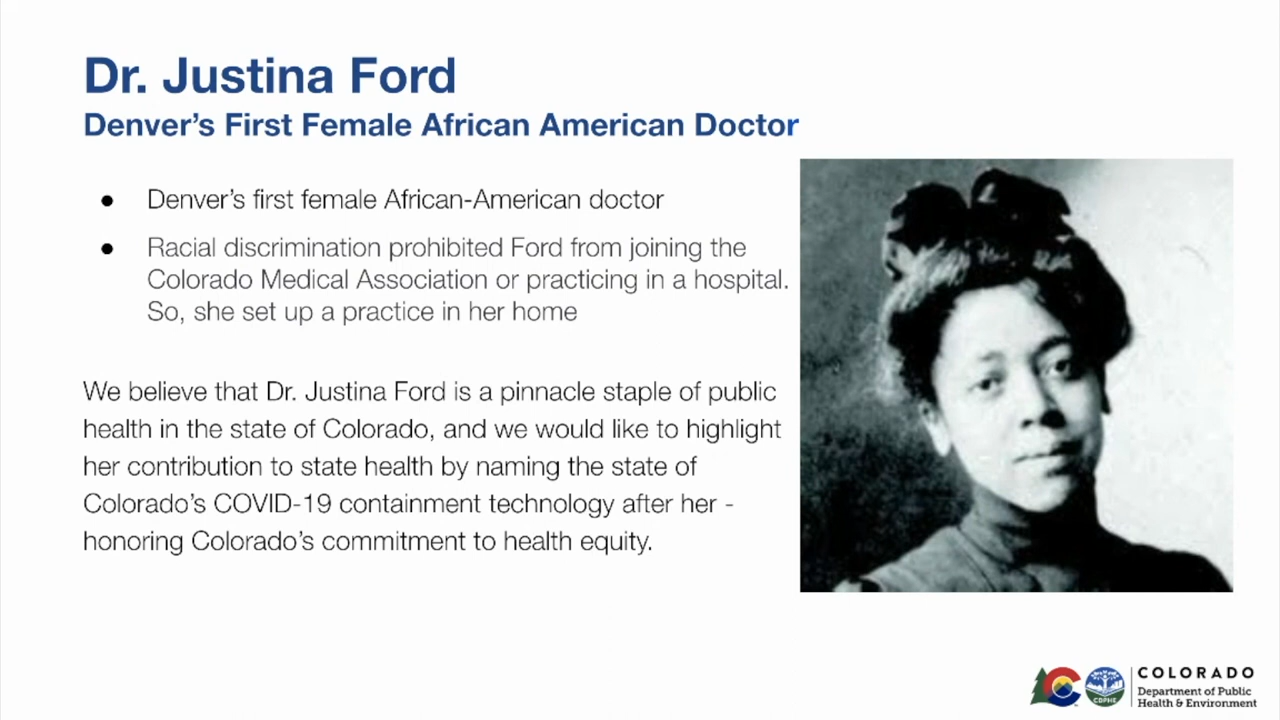 Dr. Justina Ford
Denver’s First Female African American Doctor
● Denver’s first female African-American doctor
● Racial discrimination prohibited Ford from joining the
Colorado Medical Association or practicing in a hospital.
So, she set up a practice in her home
We believe that Dr. Justina Ford is a pinnacle staple of public
health in the state of Colorado, and we would like to highlight
her contribution to state health by naming the state of
Colorado’s COVID-19 containment technology after her -
honoring Colorado’s commitment to health equity.
CDPHE
COLORADO
Department of Public
Health & Environment